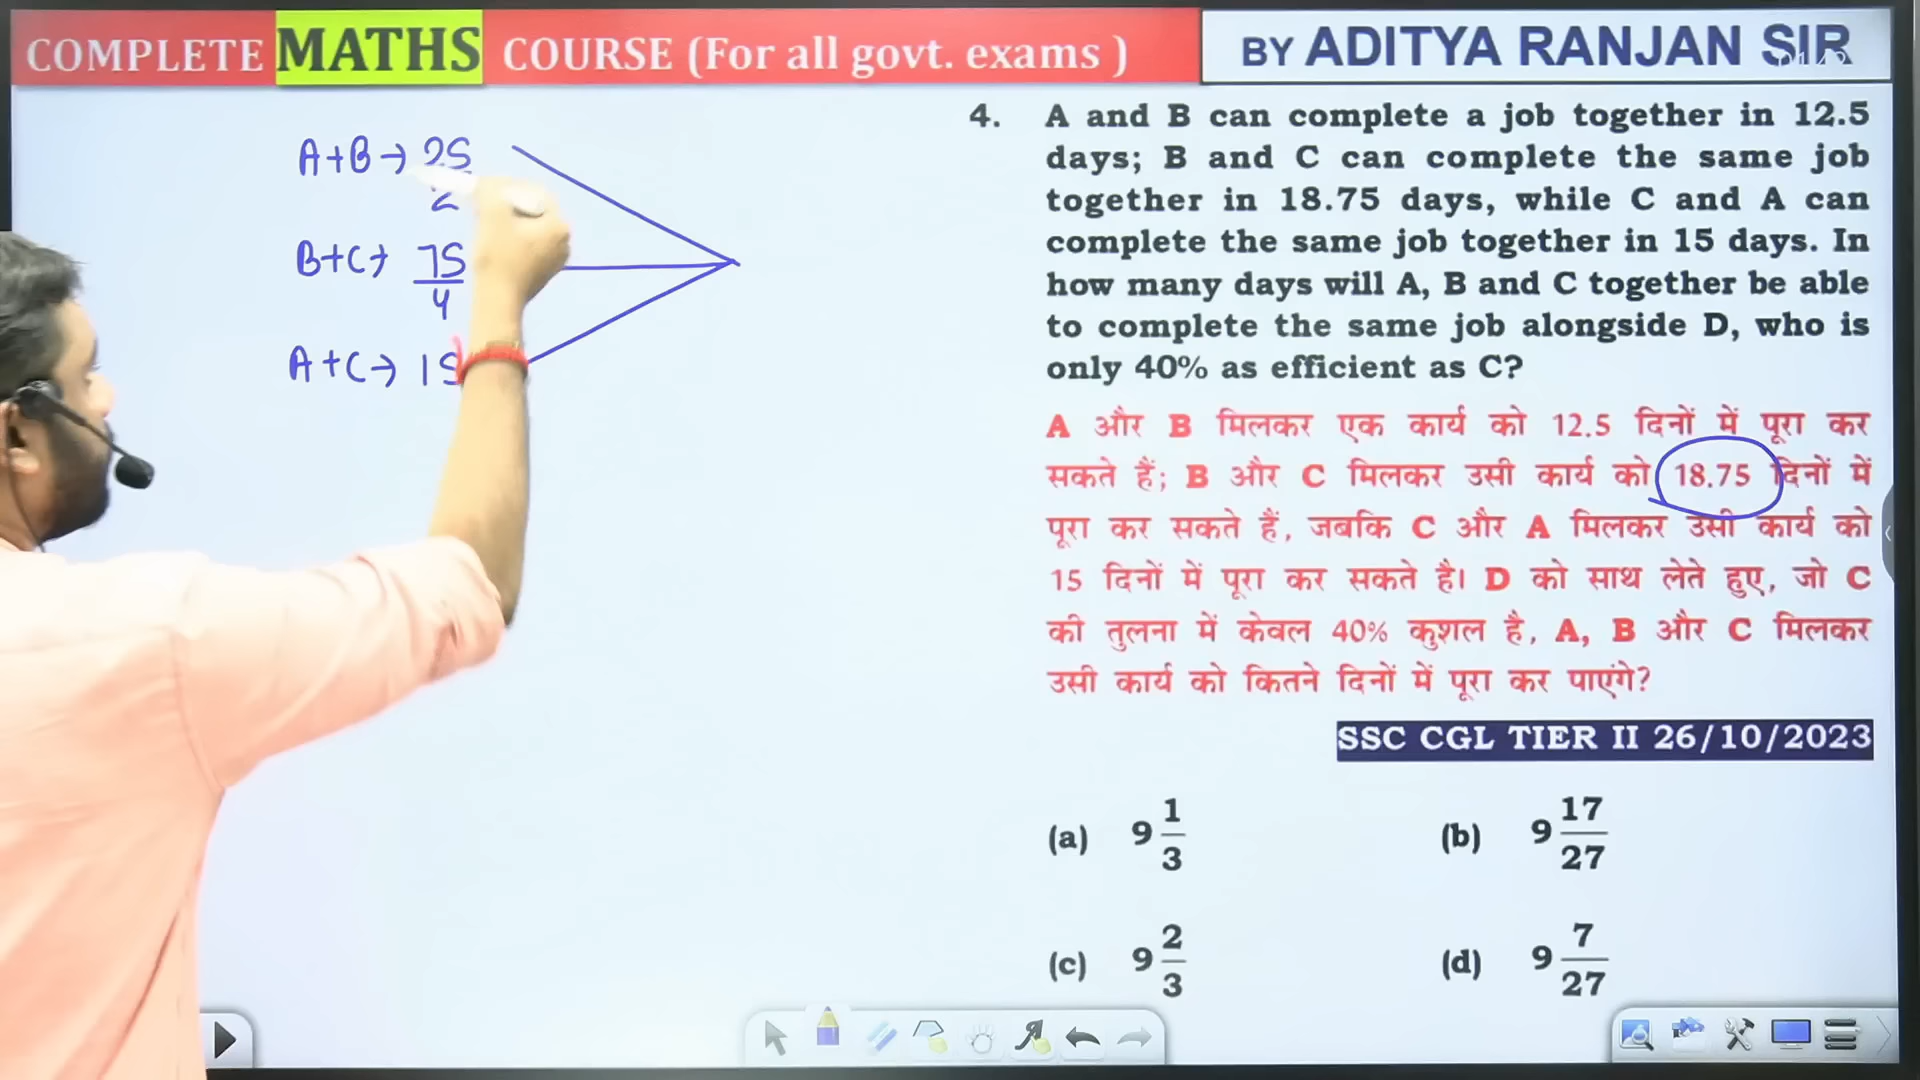 COMPLETE MATHS COURSE (For all govt. exams )
BY ADITYA RANJAN SIR
A+B → 25
2
B+C → 75
4
A+C → 15
4. A and B can complete a job together in 12.5
days; B and C can complete the same job
together in 18.75 days, while C and A can
complete the same job together in 15 days. In
how many days will A, B and C together be able
to complete the same job alongside D, who is
only 40% as efficient as C?
A और B मिलकर एक कार्य को 12.5 दिनों में पूरा कर
सकते हैं; B और C मिलकर उसी कार्य को 18.75 दिनों में
पूरा कर सकते हैं, जबकि C और A मिलकर उसी कार्य को
15 दिनों में पूरा कर सकते है। D को साथ लेते हुए, जो C
की तुलना में केवल 40% कुशल है, A, B और C मिलकर
उसी कार्य को कितने दिनों में पूरा कर पाएंगे?
SSC CGL TIER II 26/10/2023
(a) 9 1/3 (b) 9 17/27
(c) 9 2/3 (d) 9 7/27